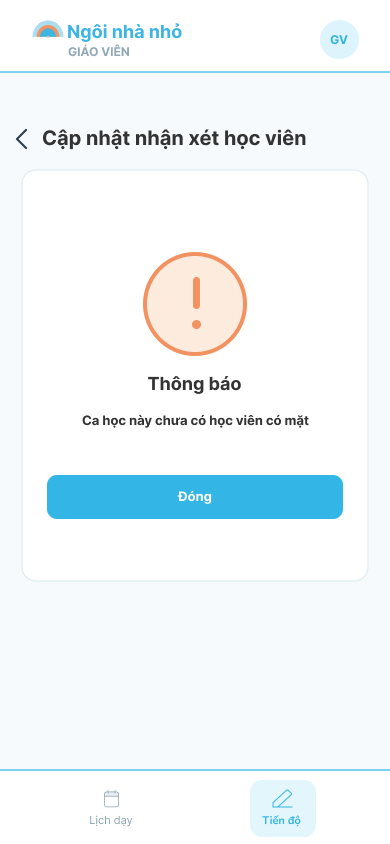 Ngôi nhà nhỏ
GIÁO VIÊN
GV
Cập nhật nhận xét học viên
Thông báo
Ca học này chưa có học viên có mặt
Đóng
Lịch dạy
Tiến độ